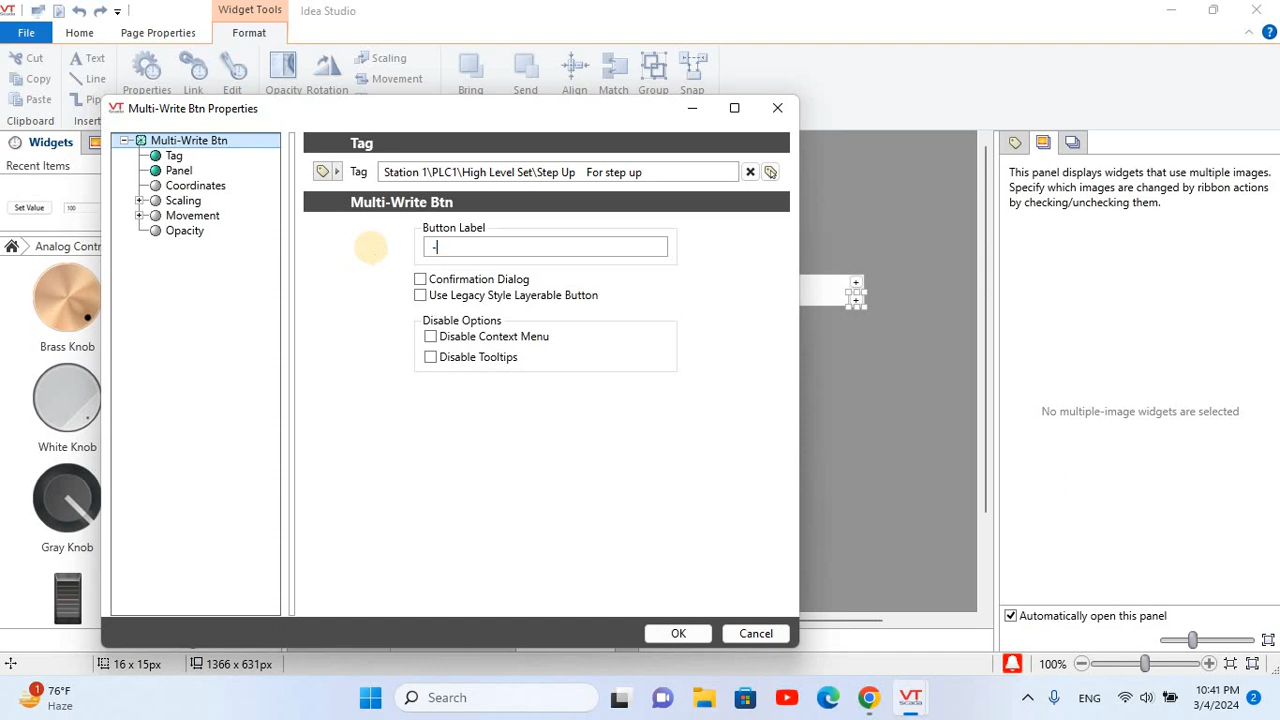 Widget Tools
Idea Studio
File
Home
Page Properties
Format
Cut
Copy
Paste
Clipboard
Text
Line
Insert
Properties
Link
Edit
Opacity
Rotation
Scaling
Movement
Bring
Send
Align
Match
Group
Snap
VT Multi-Write Btn Properties
Widgets
Recent Items
Set Value
100
Analog Contr
Brass Knob
White Knob
Gray Knob
Multi-Write Btn
Tag
Panel
Coordinates
Scaling
Movement
Opacity
Tag
Tag
Station 1\PLC1\High Level Set\Step Up For step up
Multi-Write Btn
Button Label
-
Confirmation Dialog
Use Legacy Style Layerable Button
Disable Options
Disable Context Menu
Disable Tooltips
OK
Cancel
+
+
This panel displays widgets that use multiple images.
Specify which images are changed by ribbon actions
by checking/unchecking them.
No multiple-image widgets are selected
Automatically open this panel
16 x 15px
1366 x 631px
100%
1
76°F
Haze
Search
VT
SCADA
ENG
10:41 PM
3/4/2024
2